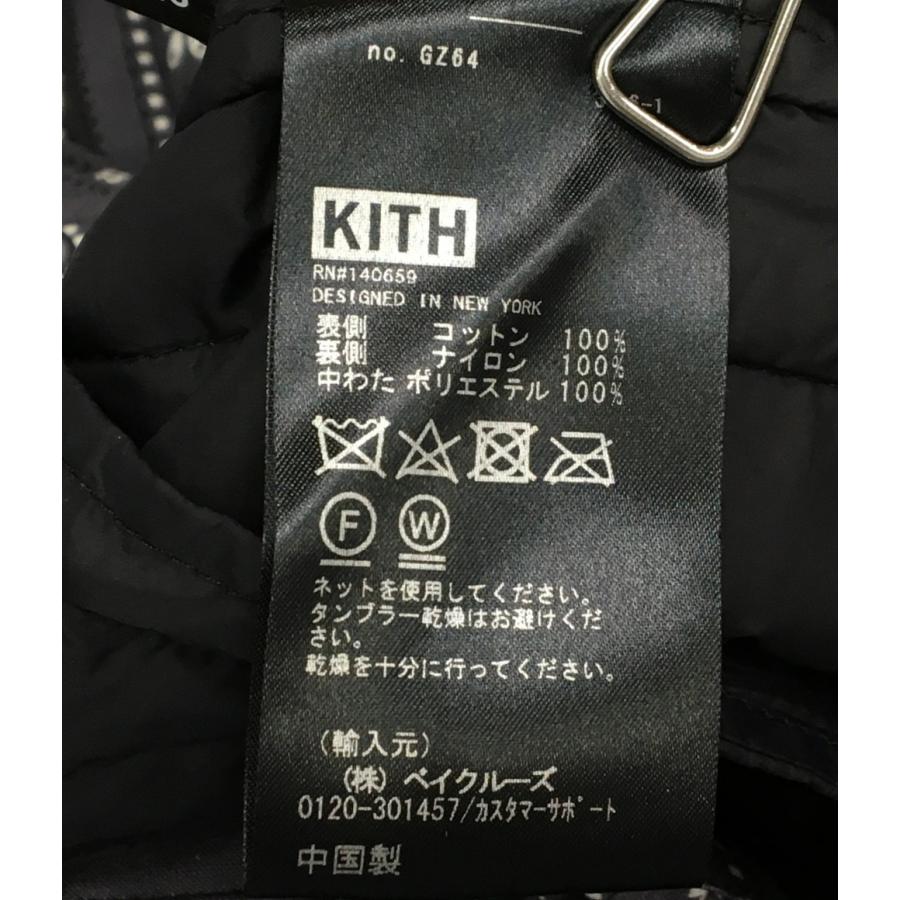 no. GZ64
6-1
KITH
RN#140659
DESIGNED IN NEW YORK
表側 コットン 100%
裏側 ナイロン 100%
中わた ポリエステル 100%
F W
ネットを使用してください。
タンブラー乾燥はお避けくだ
さい。
乾燥を十分に行ってください。
(輸入元)
(株) ベイクルーズ
0120-301457/カスタマーサポート
中国製